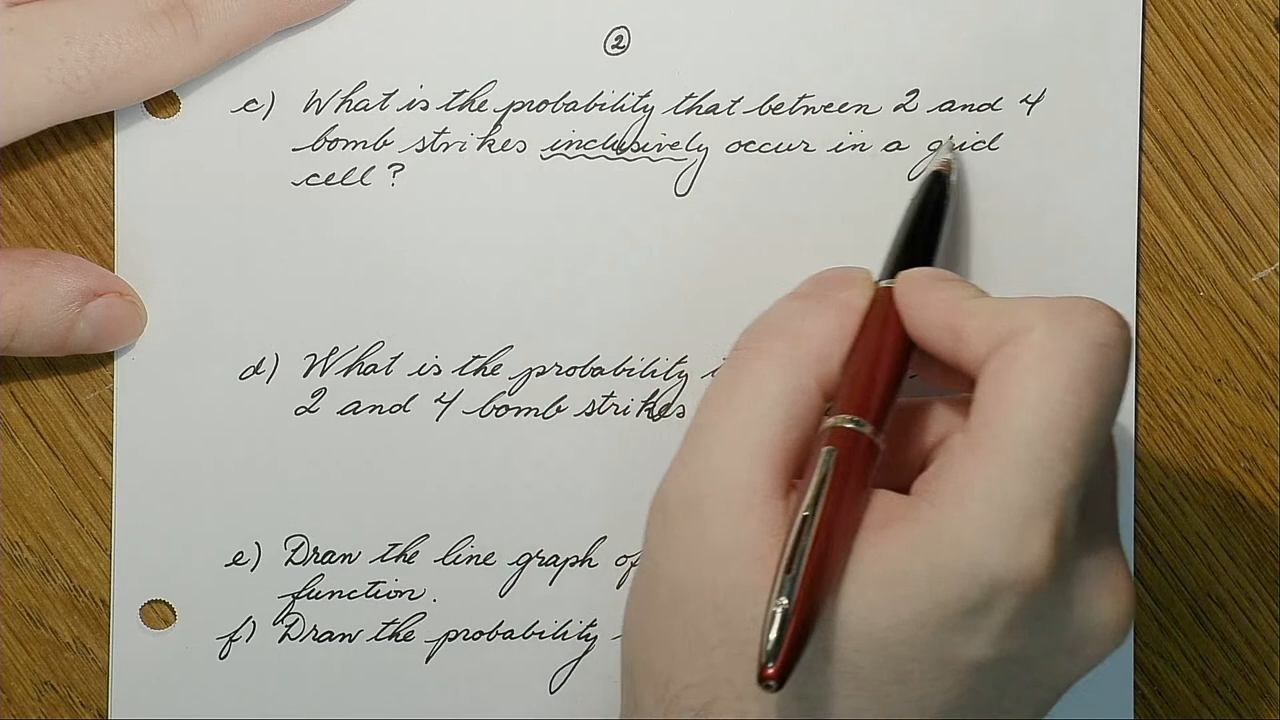 2
c) What is the probability that between 2 and 4
bomb strikes inclusively occur in a grid
cell?
d) What is the probability
2 and 4 bomb strikes
e) Draw the line graph of
function.
f) Draw the probability